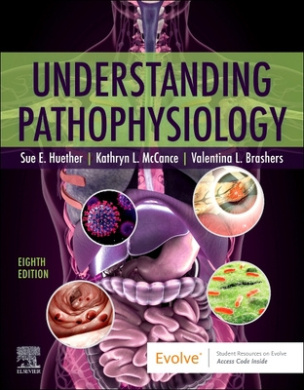 UNDERSTANDING
PATHOPHYSIOLOGY
Sue E. Huether | Kathryn L. McCance | Valentina L. Brashers
EIGHTH
EDITION
ELSEVIER
Evolve
Student Resources on Evolve
Access Code Inside